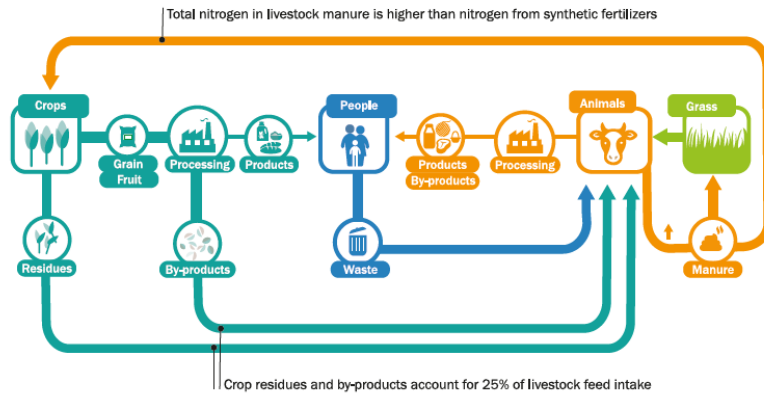 Total nitrogen in livestock manure is higher than nitrogen from synthetic fertilizers
Crops
People
Animals
Grass
Grain
Fruit
Processing
Products
Products
By-products
Processing
Residues
By-products
Waste
Manure
Crop residues and by-products account for 25% of livestock feed intake